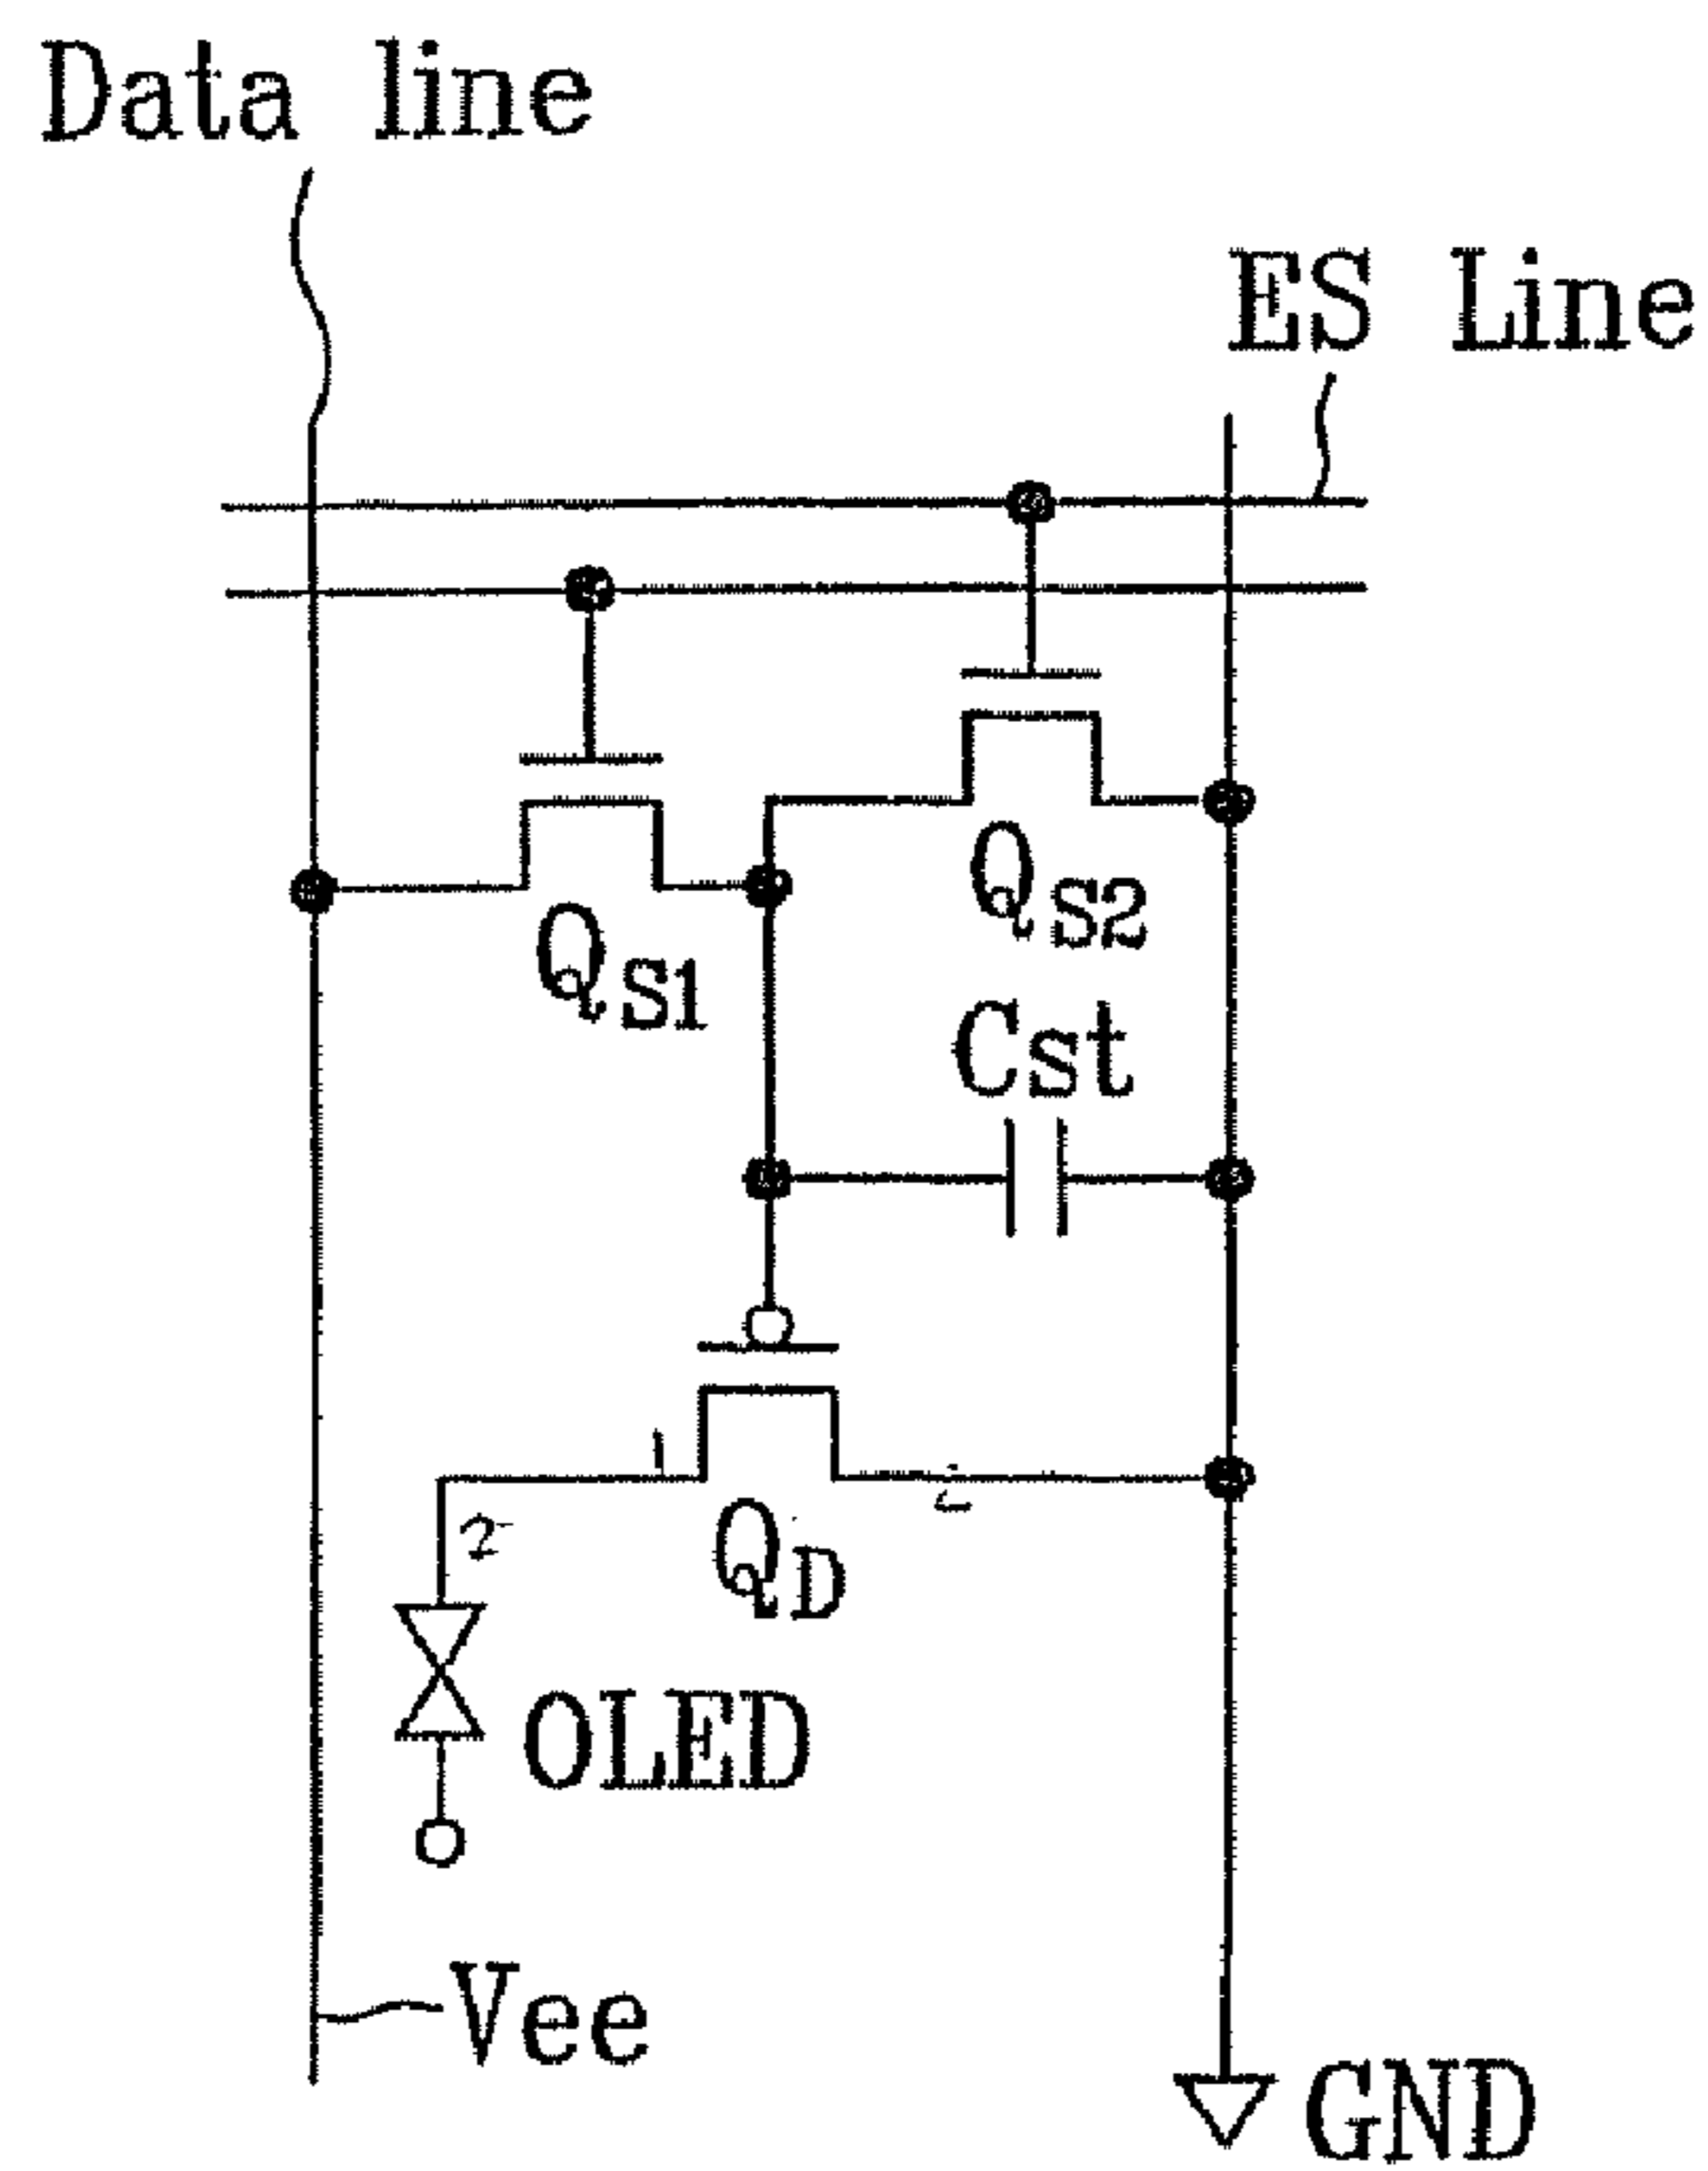 Data line
ES Line
QS2
QS1
Cst
QD
OLED
Vee
GND